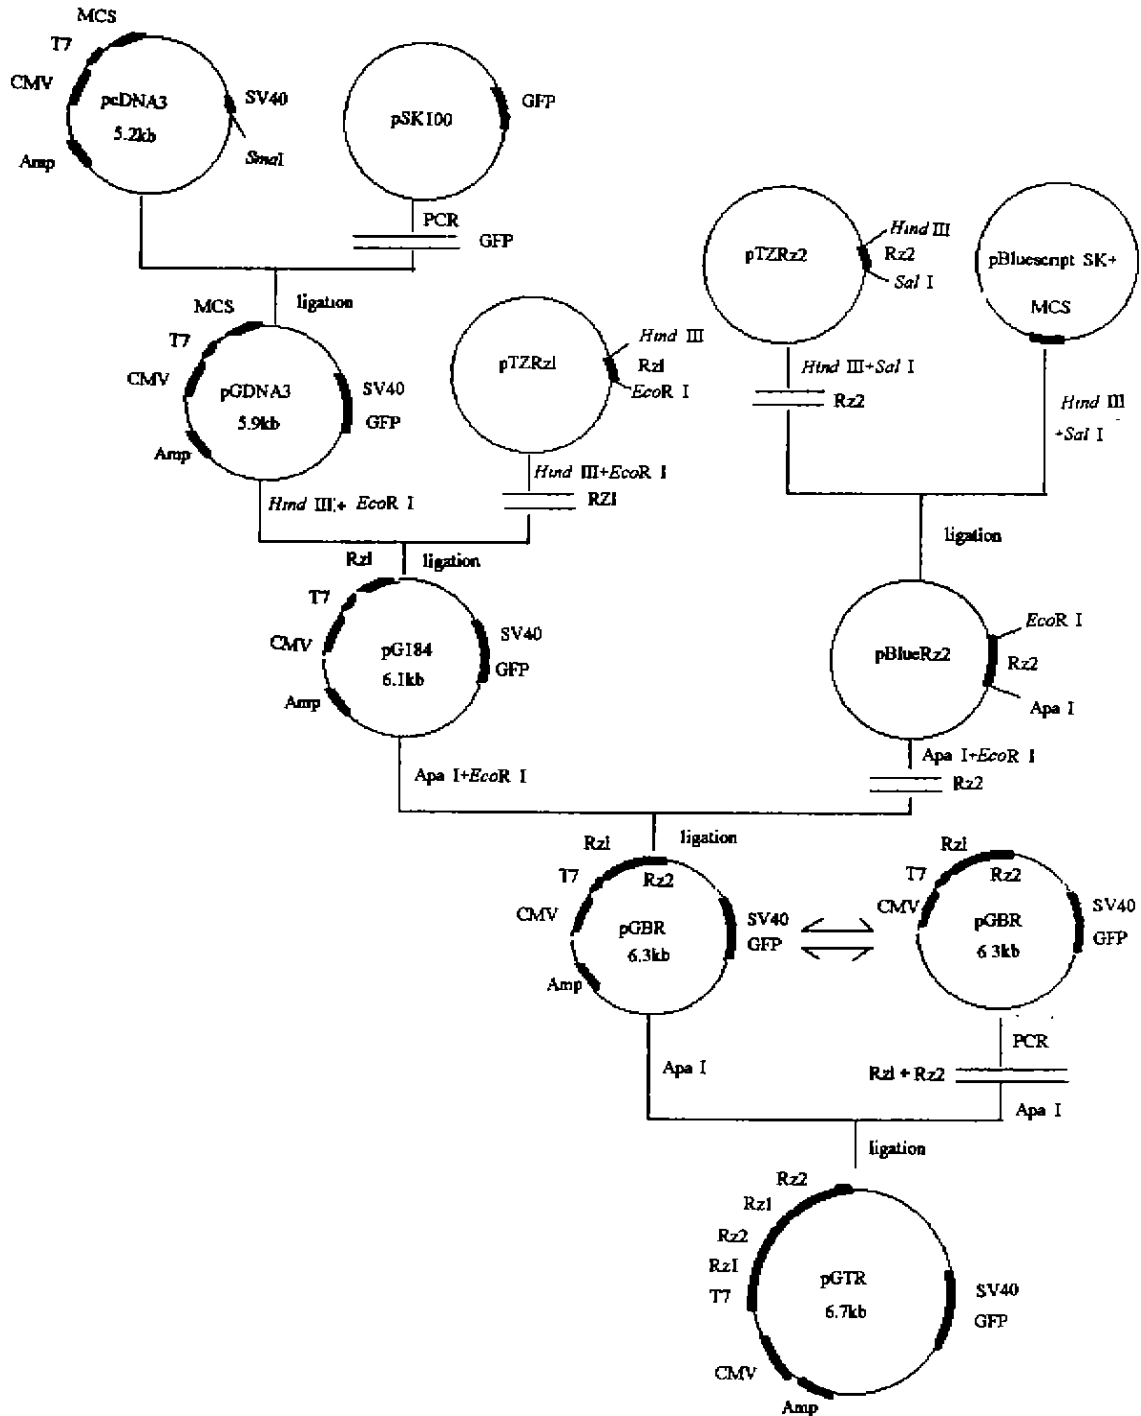 MCS
T7
CMV
pcDNA3
5.2kb
SV40
SmaI
Amp
pSK100
GFP
PCR
GFP
ligation
pTZRz2
Hind III
Rz2
Sal I
pBluescript SK+
MCS
Hind III+Sal I
Rz2
Hind III
+Sal I
ligation
MCS
T7
CMV
pGDNA3
5.9kb
SV40
GFP
Amp
pTZRz1
Hind III
Rz1
EcoR I
Hind III+ EcoR I
Hind III+EcoR I
RZ1
ligation
Rz1
T7
CMV
pG184
6.1kb
SV40
GFP
Amp
pBlueRz2
EcoR I
Rz2
Apa I
Apa I+EcoR I
Apa I+EcoR I
Rz2
ligation
Rz1
T7
Rz2
CMV
pGBR
6.3kb
SV40
GFP
Amp
Rz1
T7
Rz2
CMV
pGBR
6.3kb
SV40
GFP
Apa I
PCR
Rz1 + Rz2
Apa I
ligation
Rz2
Rz1
Rz2
Rz1
T7
pGTR
6.7kb
SV40
GFP
CMV
Amp